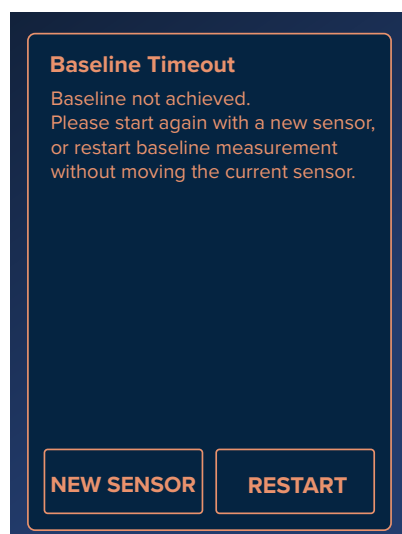 Baseline Timeout
Baseline not achieved.
Please start again with a new sensor,
or restart baseline measurement
without moving the current sensor.
NEW SENSOR
RESTART